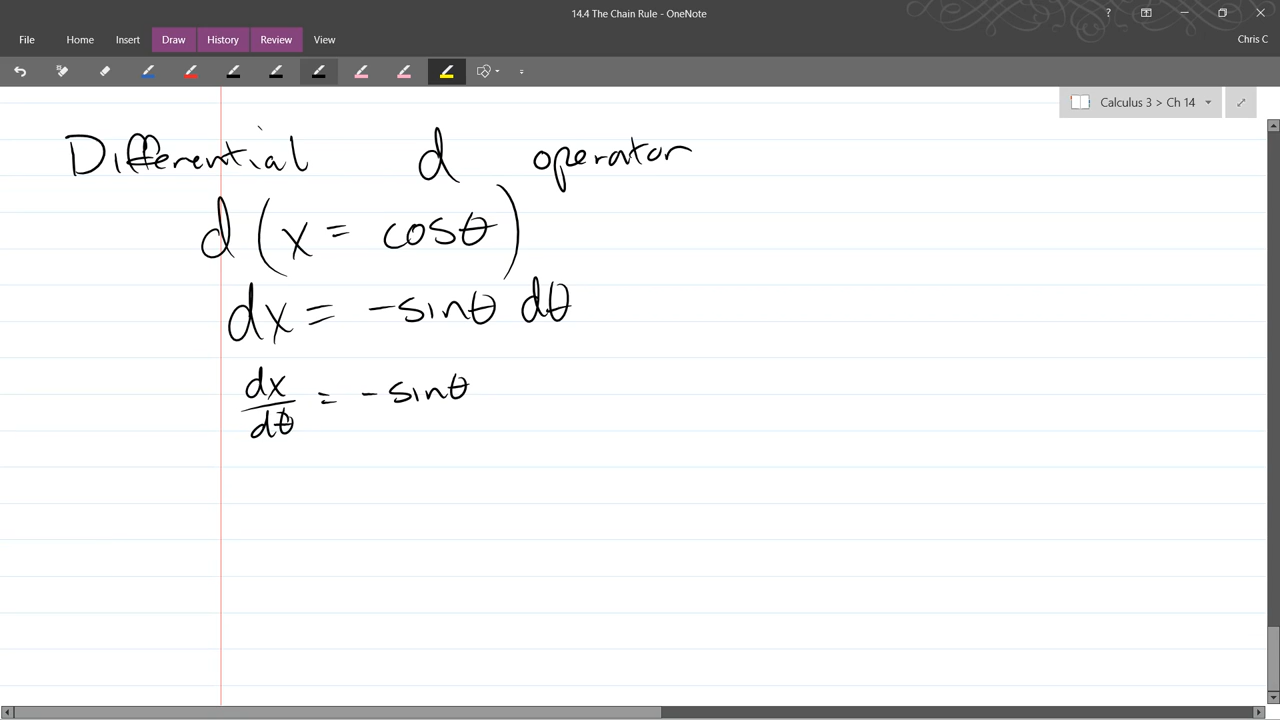 14.4 The Chain Rule - OneNote
?
File Home Insert Draw History Review View
Chris C
Calculus 3 > Ch 14
Differential d operator
d(x = cosθ)
dx = -sinθ dθ
dx/dθ = -sinθ